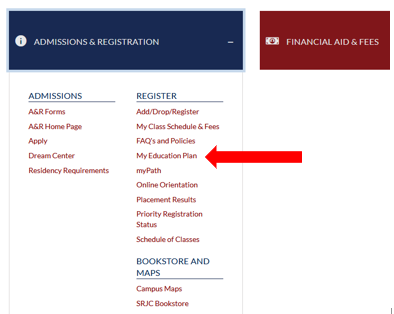 ADMISSIONS & REGISTRATION
FINANCIAL AID & FEES
ADMISSIONS
A&R Forms
A&R Home Page
Apply
Dream Center
Residency Requirements
REGISTER
Add/Drop/Register
My Class Schedule & Fees
FAQ's and Policies
My Education Plan
myPath
Online Orientation
Placement Results
Priority Registration
Status
Schedule of Classes
BOOKSTORE AND
MAPS
Campus Maps
SRJC Bookstore